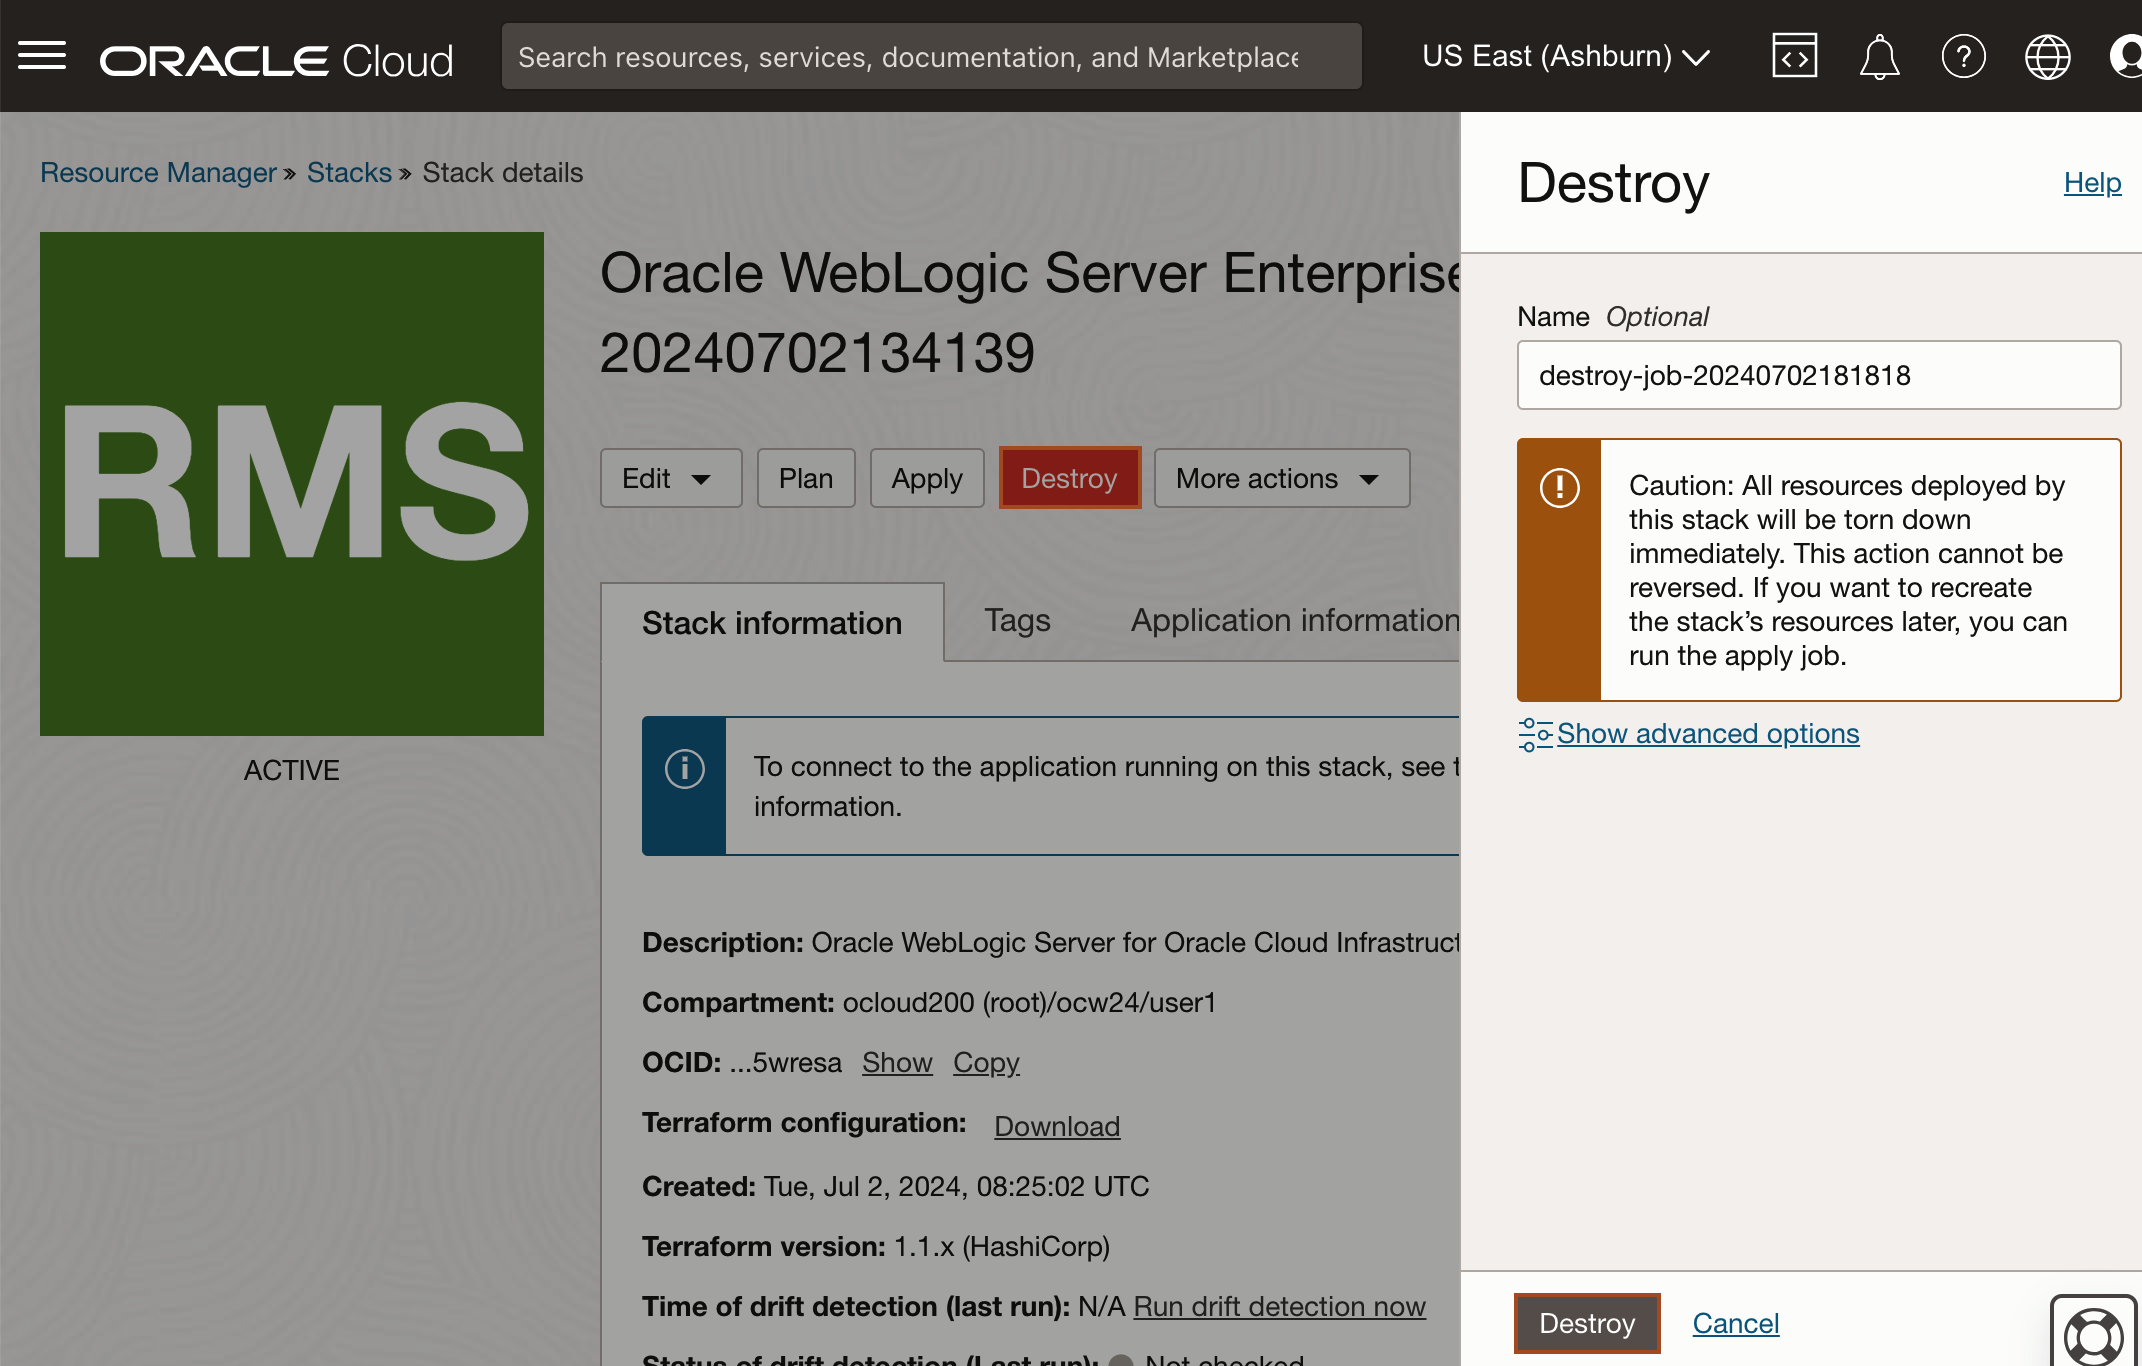 ORACLE Cloud
Search resources, services, documentation, and Marketplace
US East (Ashburn)
Resource Manager » Stacks » Stack details
RMS
ACTIVE
Oracle WebLogic Server Enterprise
20240702134139
Edit Plan Apply Destroy More actions
Stack information Tags Application information
To connect to the application running on this stack, see
information.
Description: Oracle WebLogic Server for Oracle Cloud Infrastruct
Compartment: ocloud200 (root)/ocw24/user1
OCID: ...5wresa Show Copy
Terraform configuration: Download
Created: Tue, Jul 2, 2024, 08:25:02 UTC
Terraform version: 1.1.x (HashiCorp)
Time of drift detection (last run): N/A Run drift detection now
Status of drift detection (Last run): Not checked
Destroy
Help
Name Optional
destroy-job-20240702181818
Caution: All resources deployed by
this stack will be torn down
immediately. This action cannot be
reversed. If you want to recreate
the stack's resources later, you can
run the apply job.
Show advanced options
Destroy Cancel